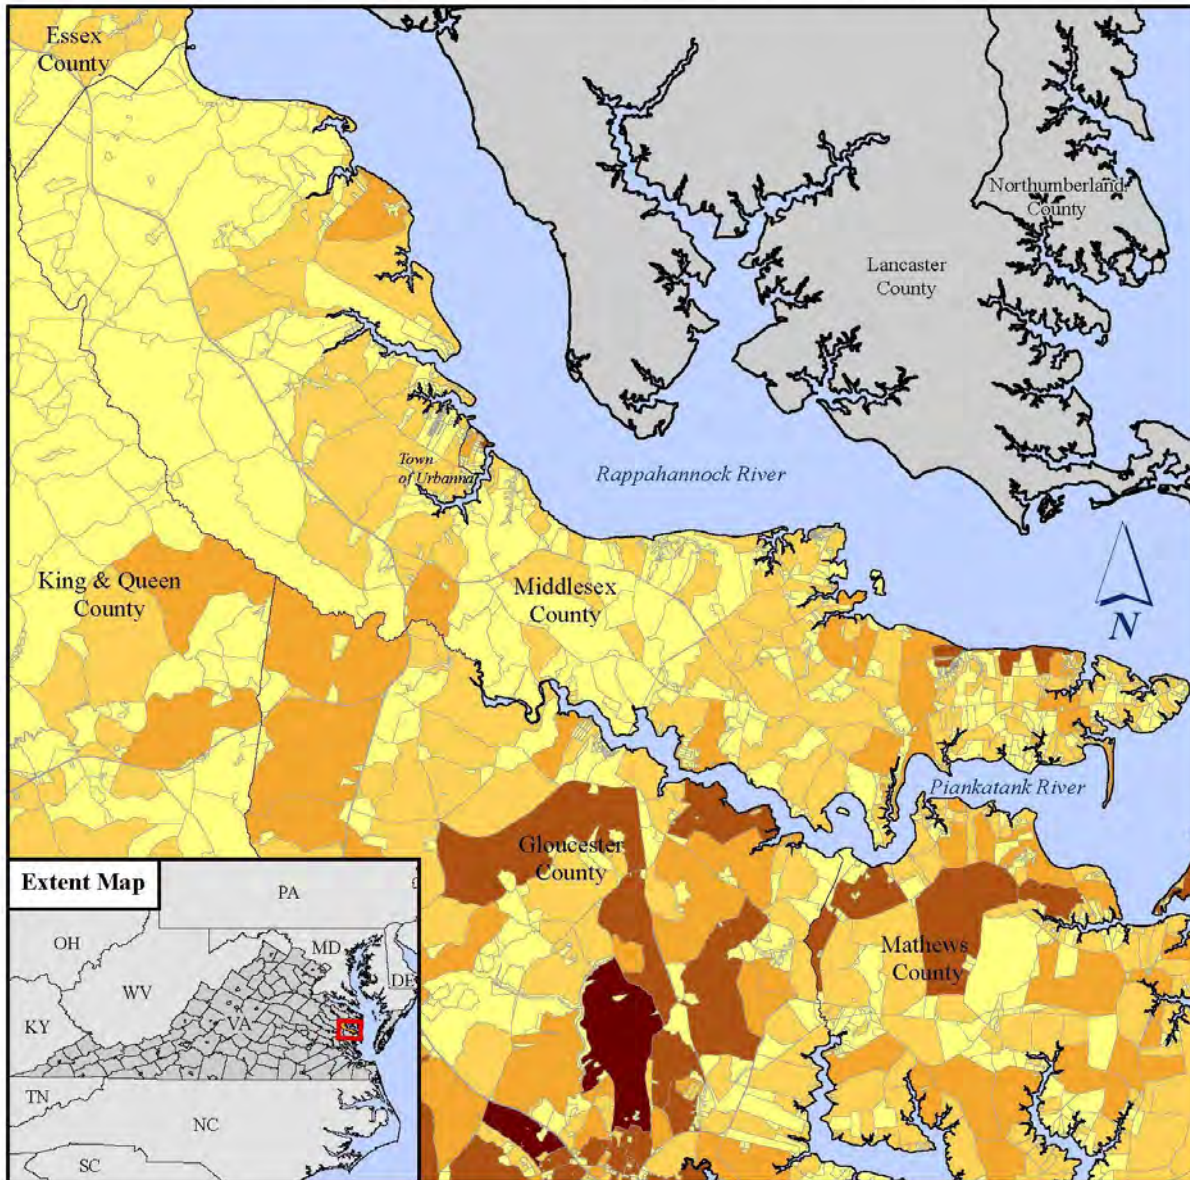 Essex
County
Northumberland
County
Lancaster
County
Town
of Urbanna
Rappahannock River
King & Queen
County
Middlesex
County
N
Piankatank River
Gloucester
County
Mathews
County
Extent Map
PA
OH
MD
DE
WV
KY
VA
TN
NC
SC